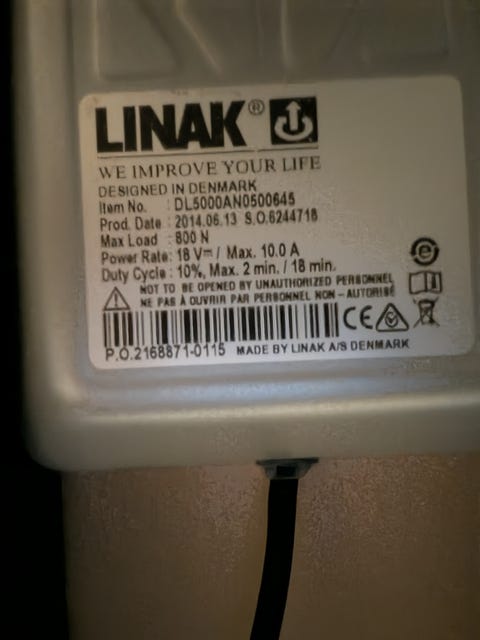 LINAK®
WE IMPROVE YOUR LIFE
DESIGNED IN DENMARK
Item No. : DL5000AN0500645
Prod. Date : 2014.06.13 S.O.6244718
Max Load : 800 N
Power Rate: 18 V⎓ / Max. 10.0 A
Duty Cycle : 10%, Max. 2 min. / 18 min.
NOT TO BE OPENED BY UNAUTHORIZED PERSONNEL
NE PAS À OUVRIR PAR PERSONNEL NON - AUTORISÉ
CE
P.O.2168871-0115 MADE BY LINAK A/S DENMARK